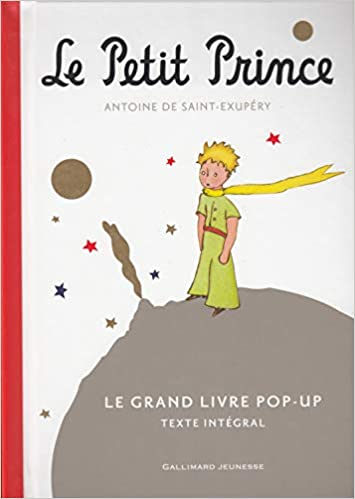 Le Petit Prince
ANTOINE DE SAINT-EXUPÉRY
LE GRAND LIVRE POP-UP
TEXTE INTÉGRAL
GALLIMARD JEUNESSE